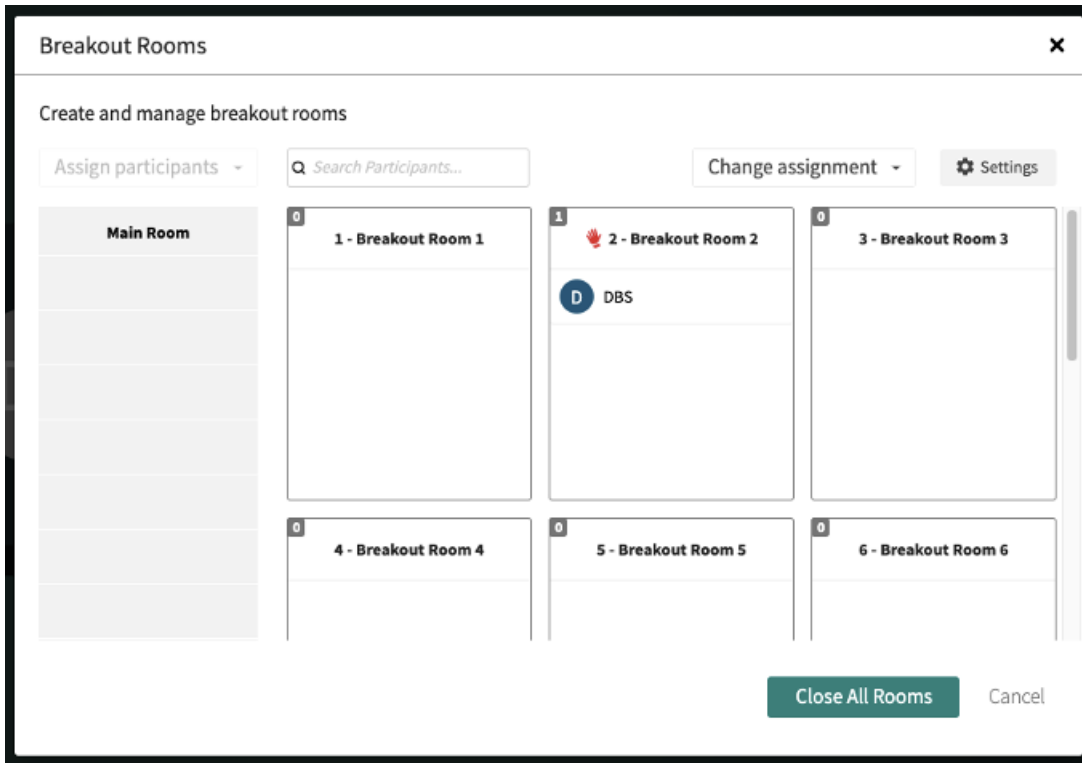 Breakout Rooms
Create and manage breakout rooms
Assign participants
Search Participants...
Change assignment
Settings
Main Room
0
1 - Breakout Room 1
1
2 - Breakout Room 2
D DBS
0
3 - Breakout Room 3
0
4 - Breakout Room 4
0
5 - Breakout Room 5
0
6 - Breakout Room 6
Close All Rooms
Cancel